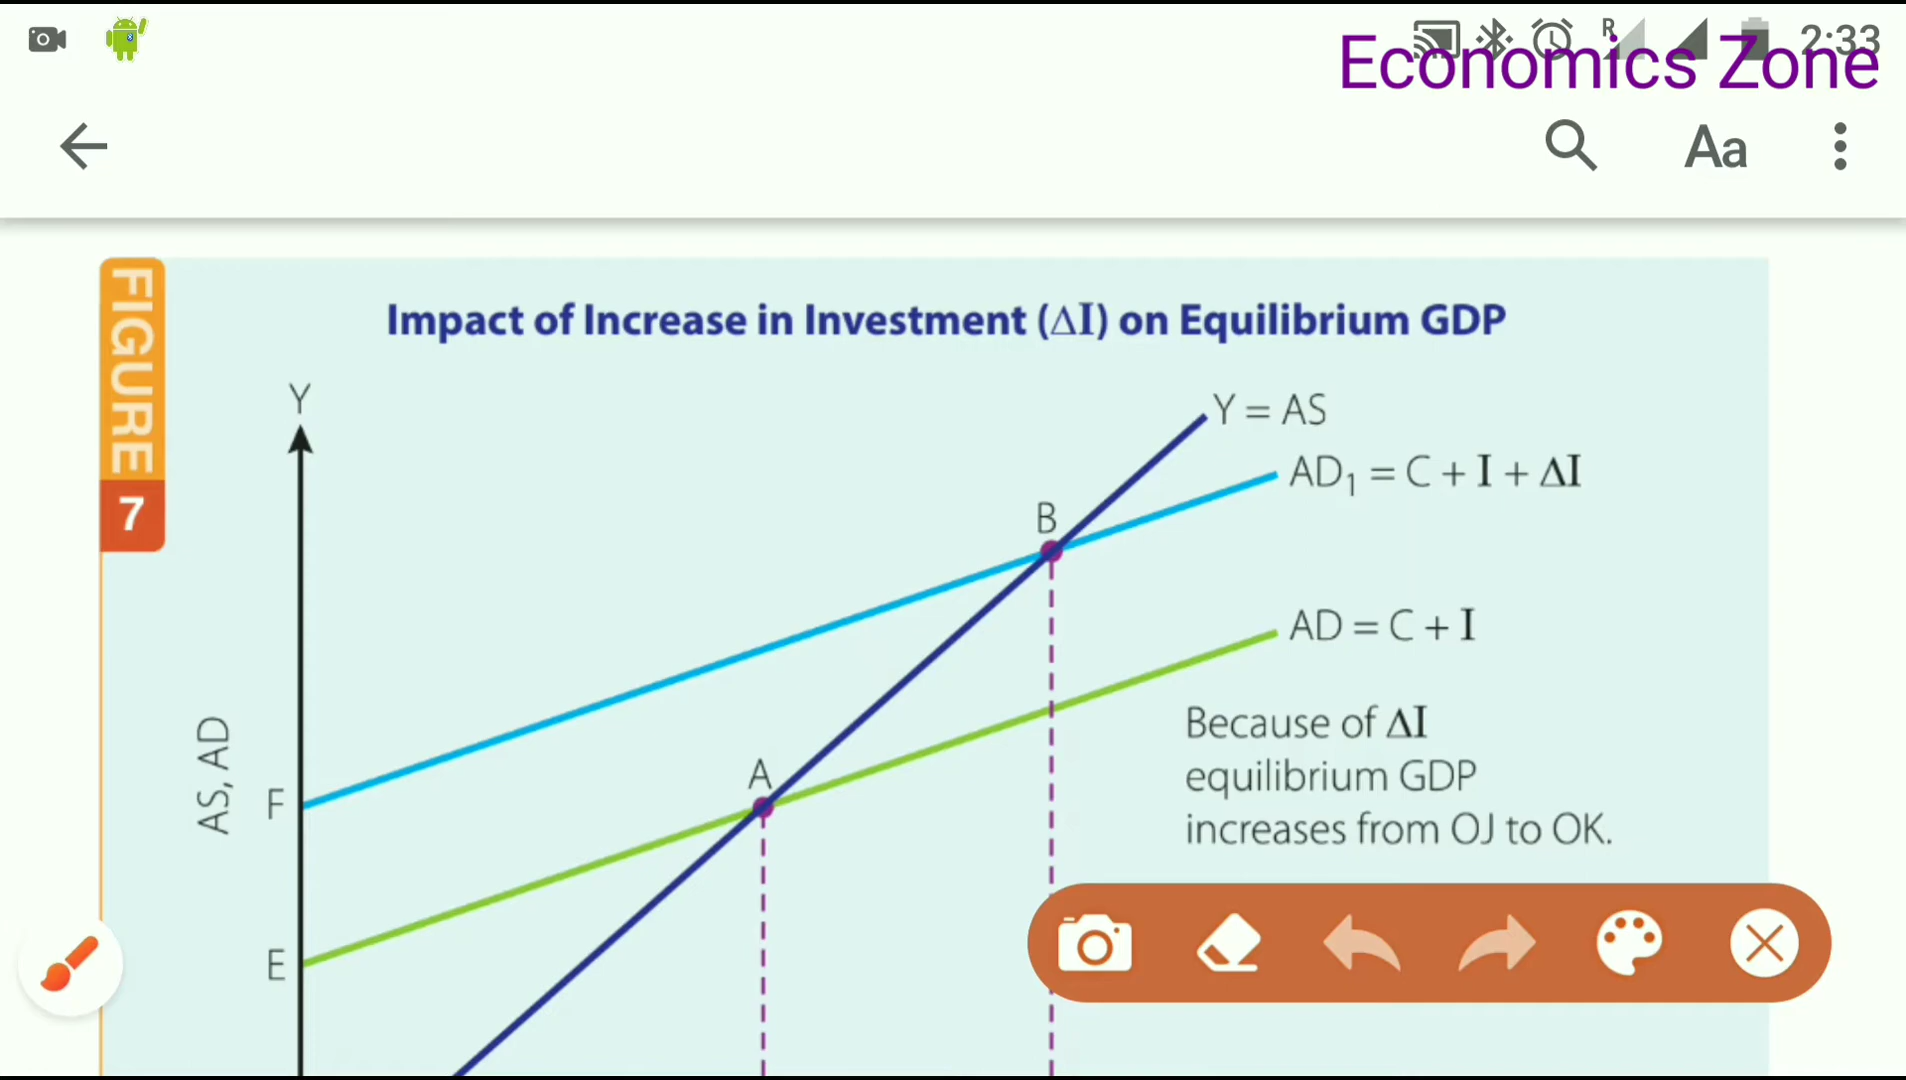 2:33
Economics Zone
R
Aa
FIGURE
7
Impact of Increase in Investment (ΔI) on Equilibrium GDP
Y
Y = AS
AD₁ = C + I + ΔI
B
AD = C + I
Because of ΔI
equilibrium GDP
increases from OJ to OK.
A
AS, AD
F
E